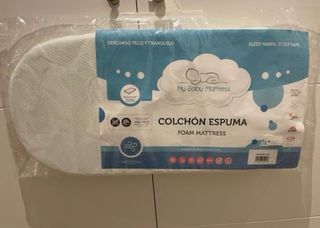 DESCANSO FELIZ Y TRANQUILO
SLEEP HAPPY, SLEEP SAFE
My Baby Mattress
COLCHÓN ESPUMA
FOAM MATTRESS